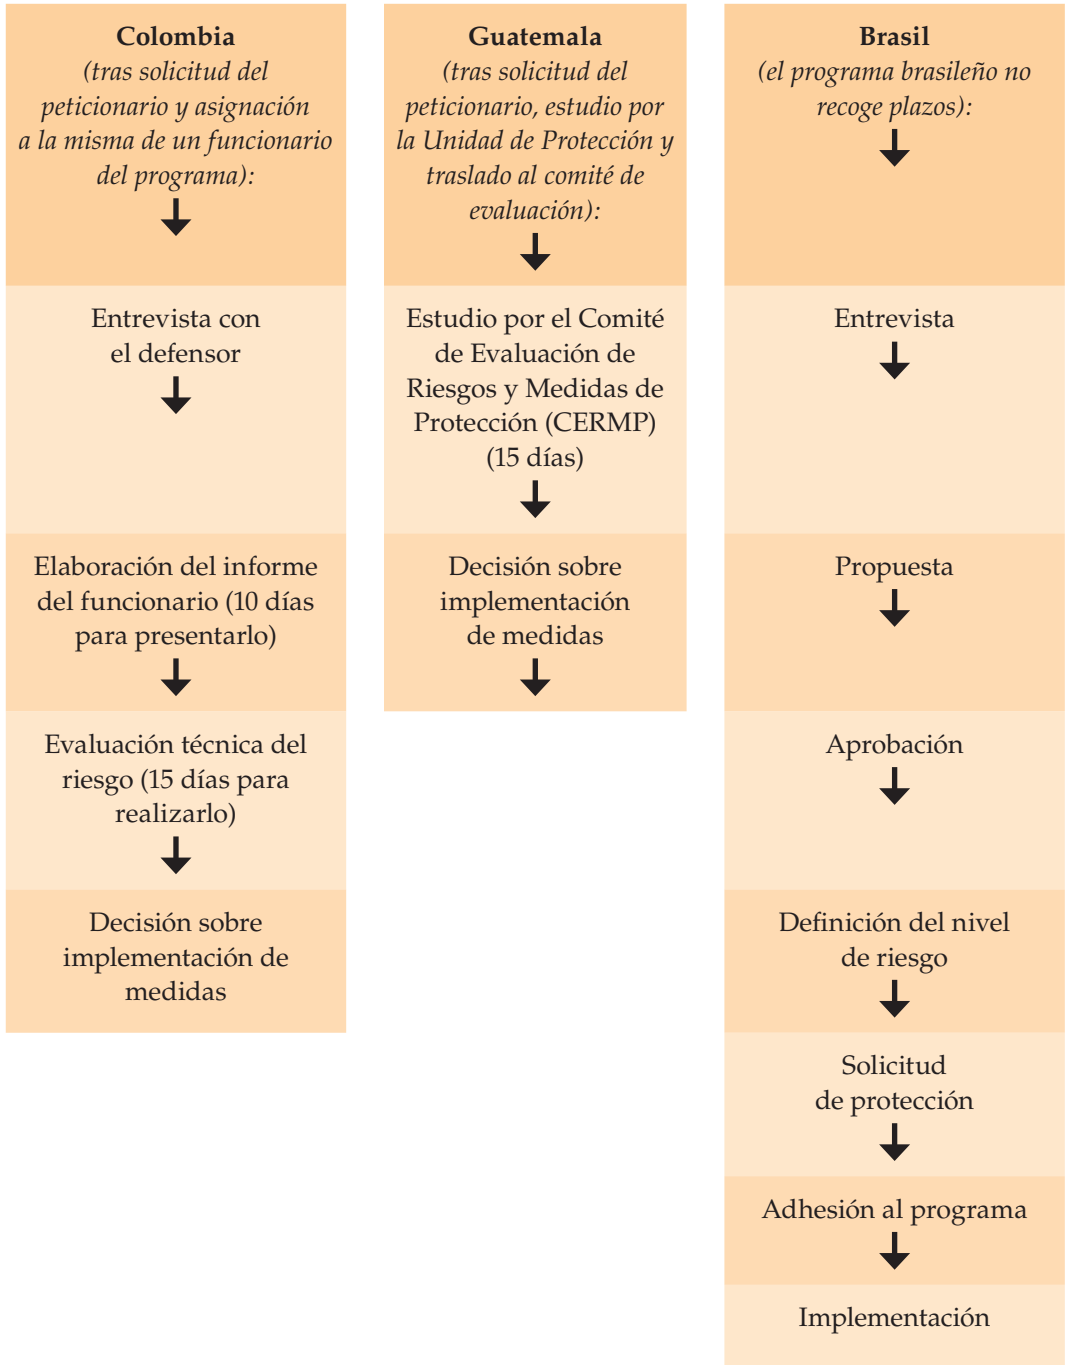 Colombia
(tras solicitud del
peticionario y asignación
a la misma de un funcionario
del programa):
Entrevista con
el defensor
Elaboración del informe
del funcionario (10 días
para presentarlo)
Evaluación técnica del
riesgo (15 días para
realizarlo)
Decisión sobre
implementación de
medidas
Guatemala
(tras solicitud del
peticionario, estudio por
la Unidad de Protección y
traslado al comité de
evaluación):
Estudio por el Comité
de Evaluación de
Riesgos y Medidas de
Protección (CERMP)
(15 días)
Decisión sobre
implementación
de medidas
Brasil
(el programa brasileño no
recoge plazos):
Entrevista
Propuesta
Aprobación
Definición del nivel
de riesgo
Solicitud
de protección
Adhesión al programa
Implementación